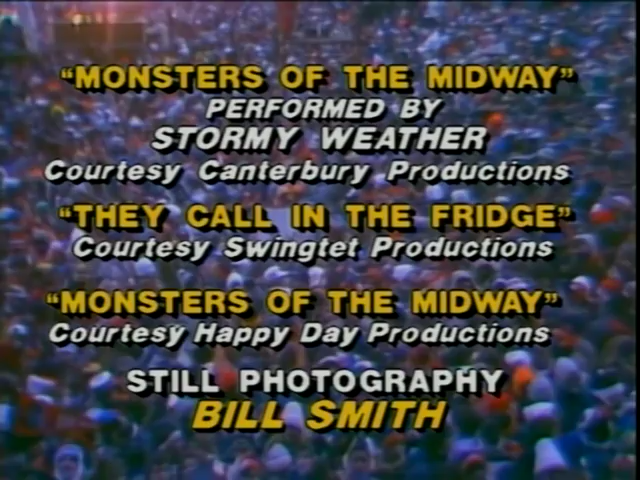 “MONSTERS OF THE MIDWAY”
PERFORMED BY
STORMY WEATHER
Courtesy Canterbury Productions
“THEY CALL IN THE FRIDGE”
Courtesy Swingtet Productions
“MONSTERS OF THE MIDWAY”
Courtesy Happy Day Productions
STILL PHOTOGRAPHY
BILL SMITH